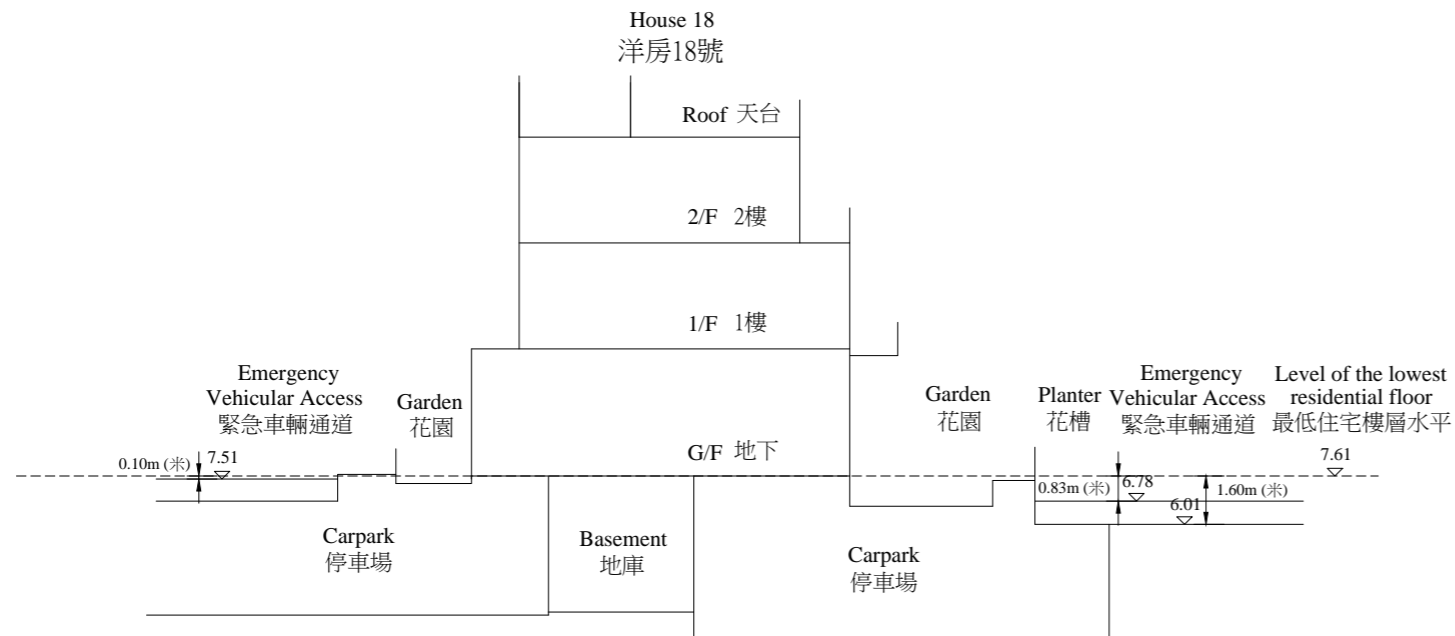 House 18
洋房18號
Roof 天台
2/F 2樓
1/F 1樓
Emergency
Vehicular Access
緊急車輛通道
Garden
花園
Garden
花園
Planter
花槽
Emergency
Vehicular Access
緊急車輛通道
Level of the lowest
residential floor
最低住宅樓層水平
G/F 地下
0.10m (米)
7.51
7.61
0.83m (米)
6.78
1.60m (米)
6.01
Carpark
停車場
Basement
地庫
Carpark
停車場